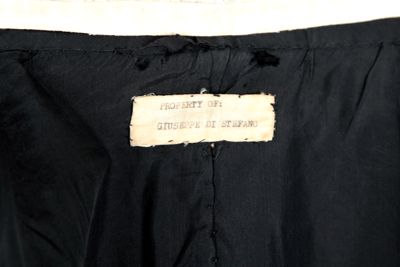 PROPERTY OF:
GIUSEPPE DI STEFANO